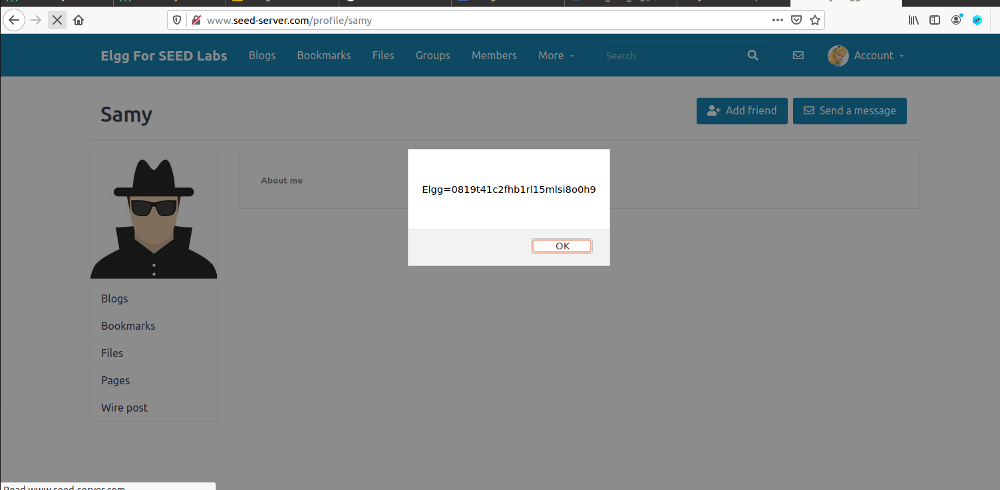 www.seed-server.com/profile/samy
Elgg For SEED Labs Blogs Bookmarks Files Groups Members More Search Account
Samy
Add friend Send a message
About me
Elgg=0819t41c2fhb1rl15mlsi8o0h9
OK
Blogs
Bookmarks
Files
Pages
Wire post
Read www.seed-server.com